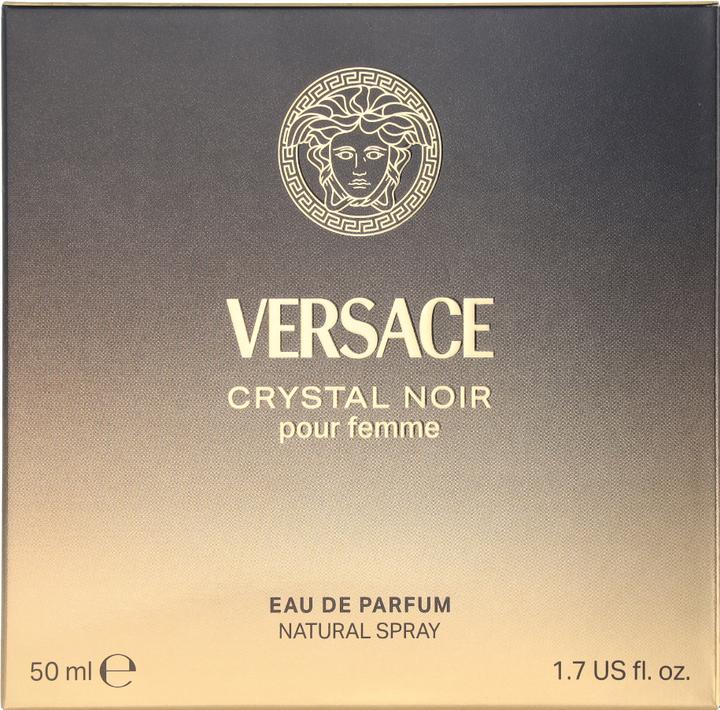 VERSACE
CRYSTAL NOIR
pour femme
EAU DE PARFUM
NATURAL SPRAY
50 ml ℮
1.7 US fl. oz.